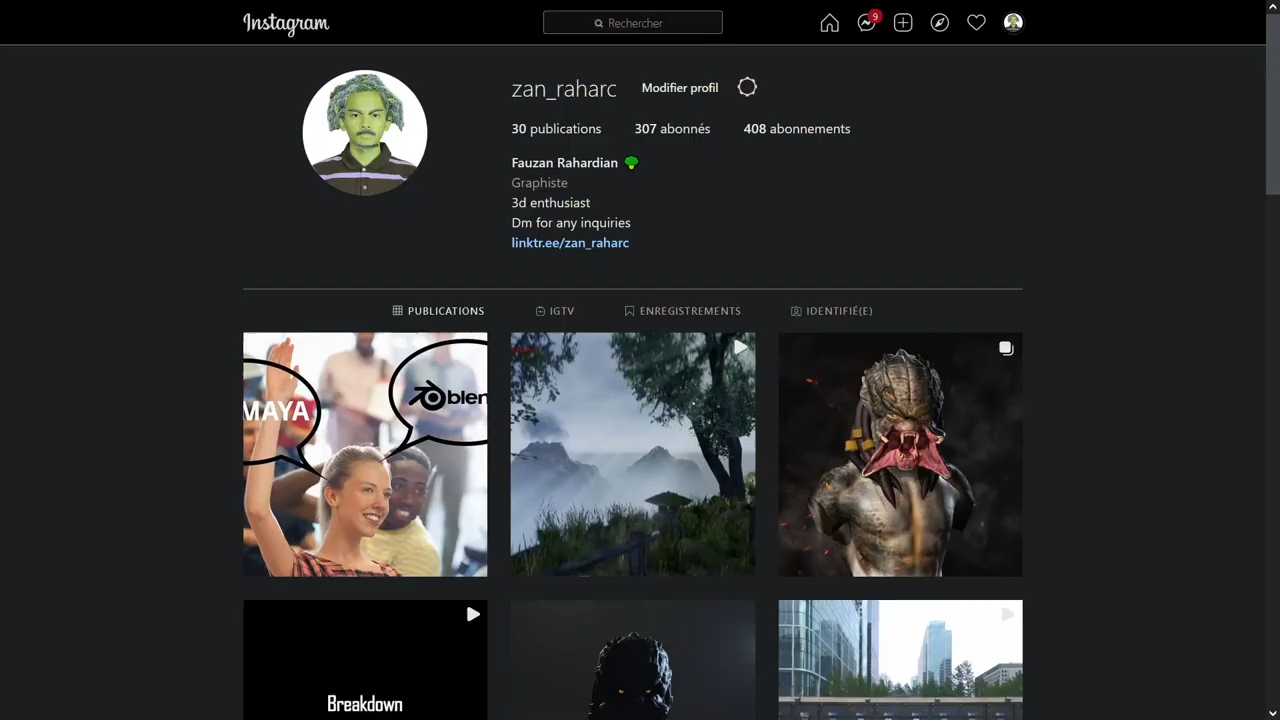 Instagram
Rechercher
9
zan_raharc
Modifier profil
30 publications
307 abonnés
408 abonnements
Fauzan Rahardian
Graphiste
3d enthusiast
Dm for any inquiries
linktr.ee/zan_raharc
PUBLICATIONS
IGTV
ENREGISTREMENTS
IDENTIFIÉ(E)
MAYA
blen
Breakdown